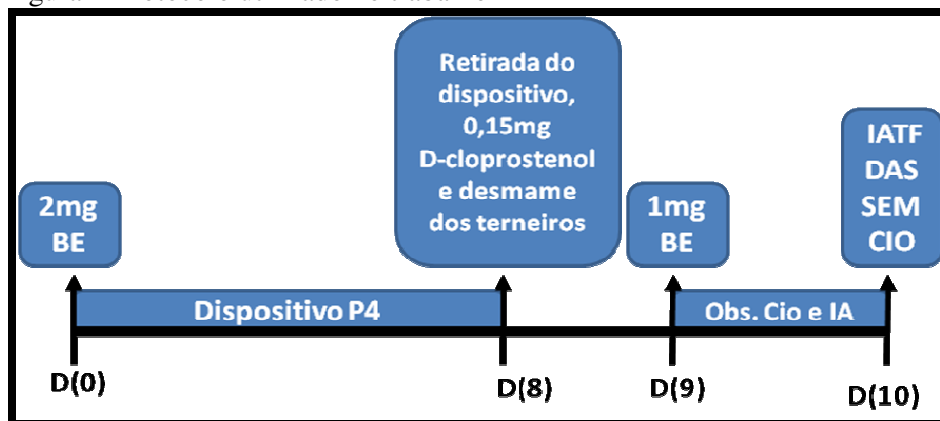 2mg
BE
Retirada do
dispositivo,
0,15mg
D-cloprostenol
e desmame
dos terneiros
1mg
BE
IATF
DAS
SEM
CIO
Dispositivo P4
Obs. Cio e IA
D(0)
D(8)
D(9)
D(10)